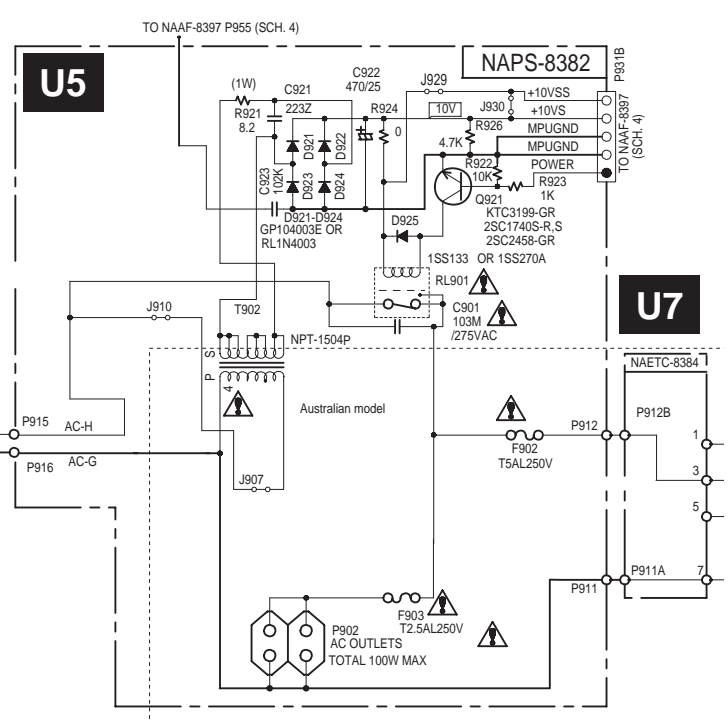 TO NAAF-8397 P955 (SCH. 4)
U5
NAPS-8382
P931B
(1W)
C921
C922
470/25
J929
+10VSS
R921
8.2
223Z
R924
10V
J930
+10VS
TO NAAF-8397
(SCH. 4)
0
R926
MPUGND
D921
D922
4.7K
MPUGND
C923
102K
D923
D924
R922
10K
POWER
R923
1K
Q921
KTC3199-GR
2SC1740S-R,S
2SC2458-GR
D921-D924
GP104003E OR
RL1N4003
D925
1SS133 OR 1SS270A
RL901
U7
J910
T902
C901
103M
/275VAC
NPT-1504P
S
P
4
NAETC-8384
Australian model
P915
AC-H
P912
P912B
1
F902
T5AL250V
P916
AC-G
3
J907
5
P911A
7
P911
F903
T2.5AL250V
P902
AC OUTLETS
TOTAL 100W MAX